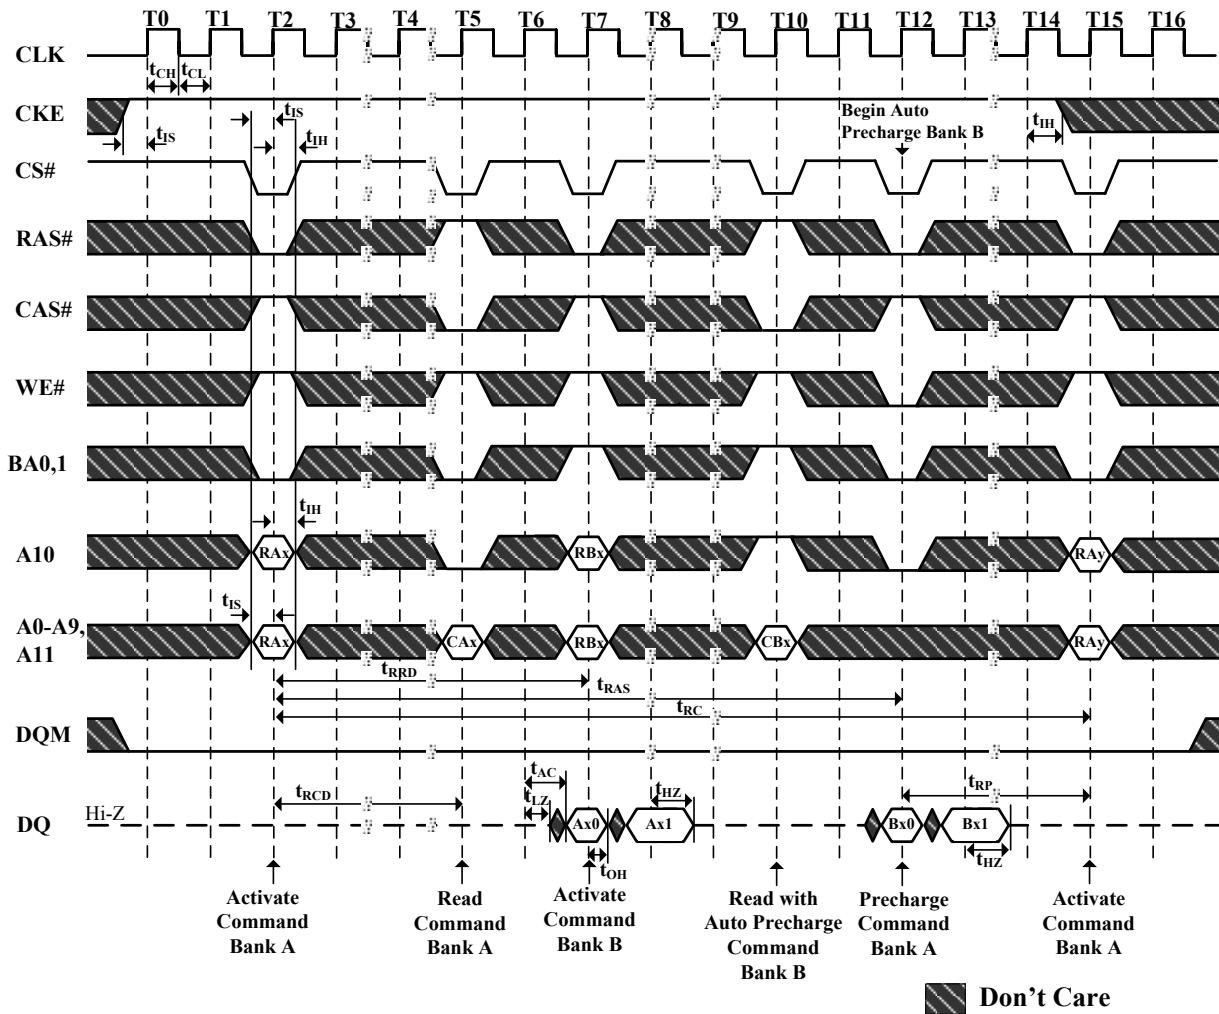 T0 T1 T2 T3 T4 T5 T6 T7 T8 T9 T10 T11 T12 T13 T14 T15 T16
CLK
tCH tCL
CKE
tIS
tIS
tIH
Begin Auto
Precharge Bank B
tIH
CS#
RAS#
CAS#
WE#
BA0,1
tIH
A10
RAx RBx RAy
tIS
A0-A9,
A11
RAx CAx RBx CBx RAy
tRRD
tRAS
tRC
DQM
tRCD
tAC
tLZ
tHZ
tRP
Hi-Z
DQ
Ax0 Ax1 Bx0 Bx1
tOH
tHZ
Activate
Command
Bank A
Read
Command
Bank A
Activate
Command
Bank B
Read with
Auto Precharge
Command
Bank B
Precharge
Command
Bank A
Activate
Command
Bank A
Don't Care